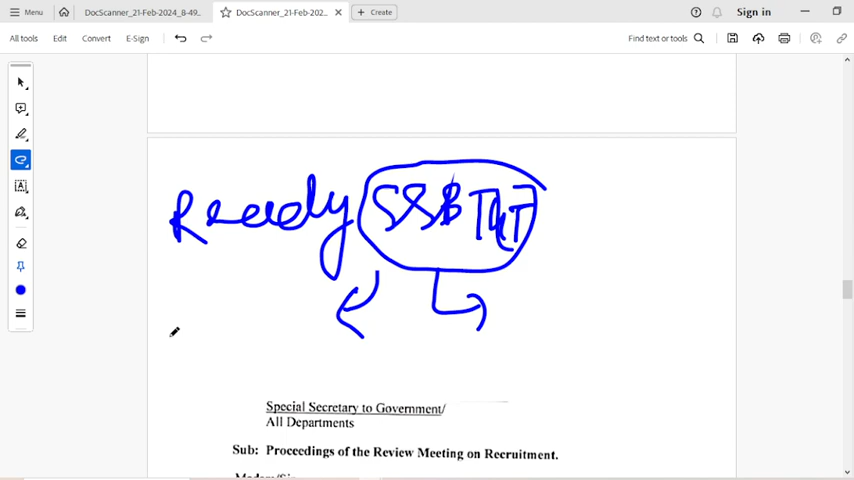 Menu DocScanner_21-Feb-2024_8-49... DocScanner_21-Feb-202... Create Sign in
All tools Edit Convert E-Sign Find text or tools
Ready SSB TGT
Special Secretary to Government/
All Departments
Sub: Proceedings of the Review Meeting on Recruitment.